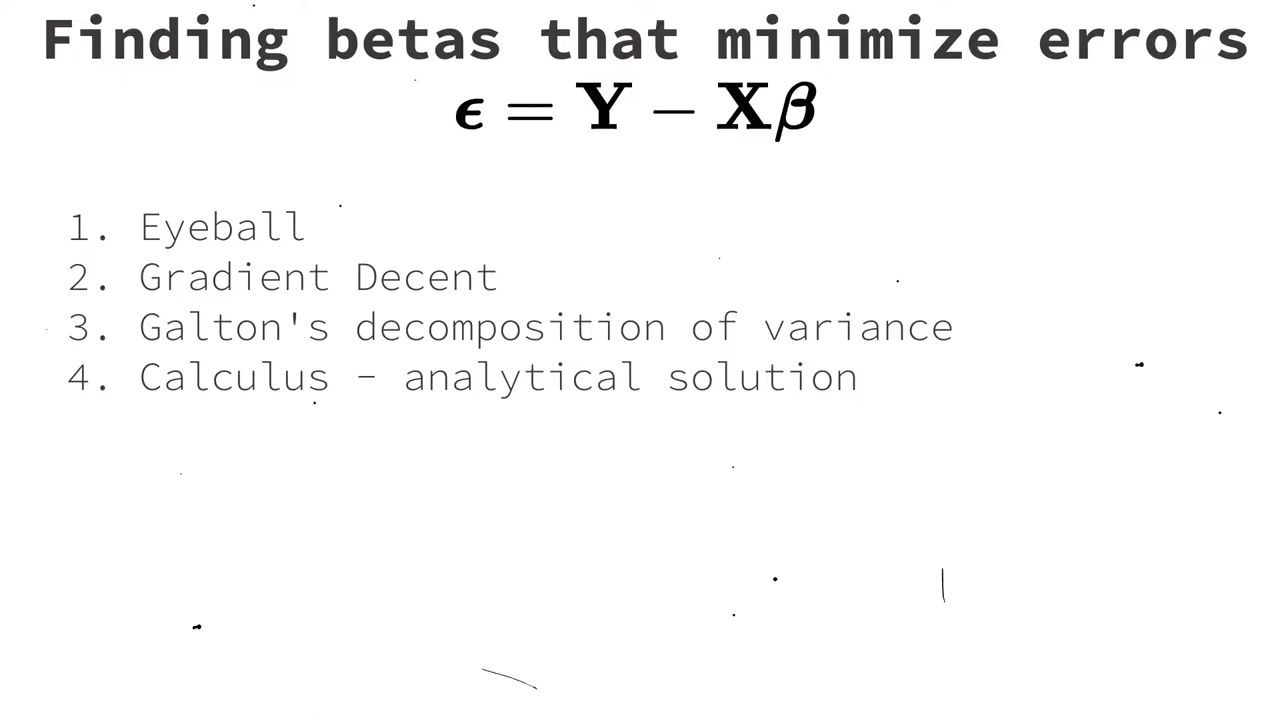 Finding betas that minimize errors
ϵ = Y − Xβ
1. Eyeball
2. Gradient Decent
3. Galton's decomposition of variance
4. Calculus - analytical solution